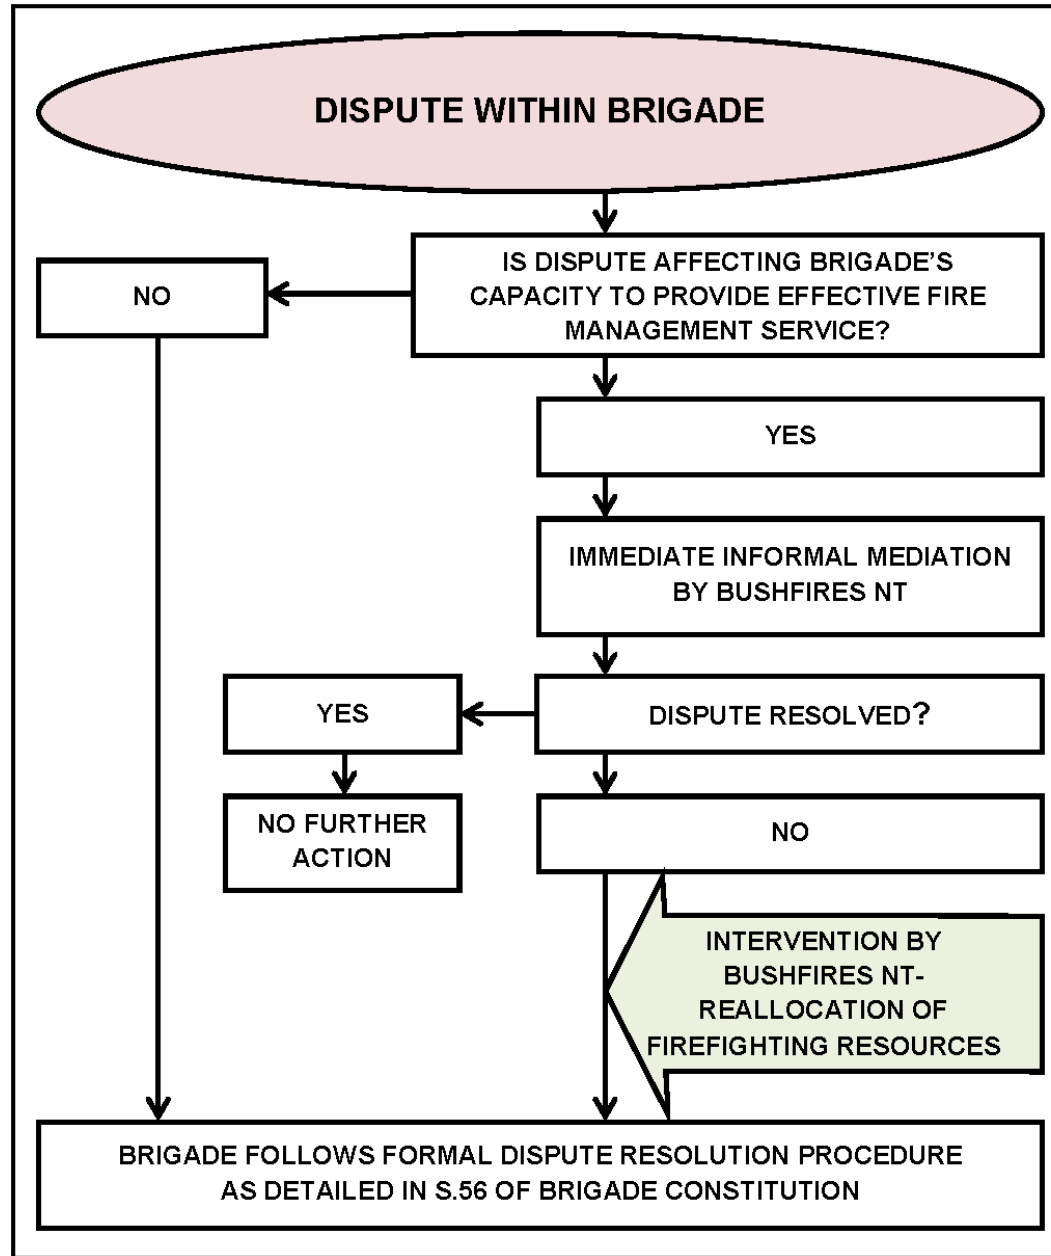 DISPUTE WITHIN BRIGADE
IS DISPUTE AFFECTING BRIGADE'S
CAPACITY TO PROVIDE EFFECTIVE FIRE
MANAGEMENT SERVICE?
NO
YES
IMMEDIATE INFORMAL MEDIATION
BY BUSHFIRES NT
DISPUTE RESOLVED?
YES
NO FURTHER
ACTION
NO
INTERVENTION BY
BUSHFIRES NT-
REALLOCATION OF
FIREFIGHTING RESOURCES
BRIGADE FOLLOWS FORMAL DISPUTE RESOLUTION PROCEDURE
AS DETAILED IN S.56 OF BRIGADE CONSTITUTION